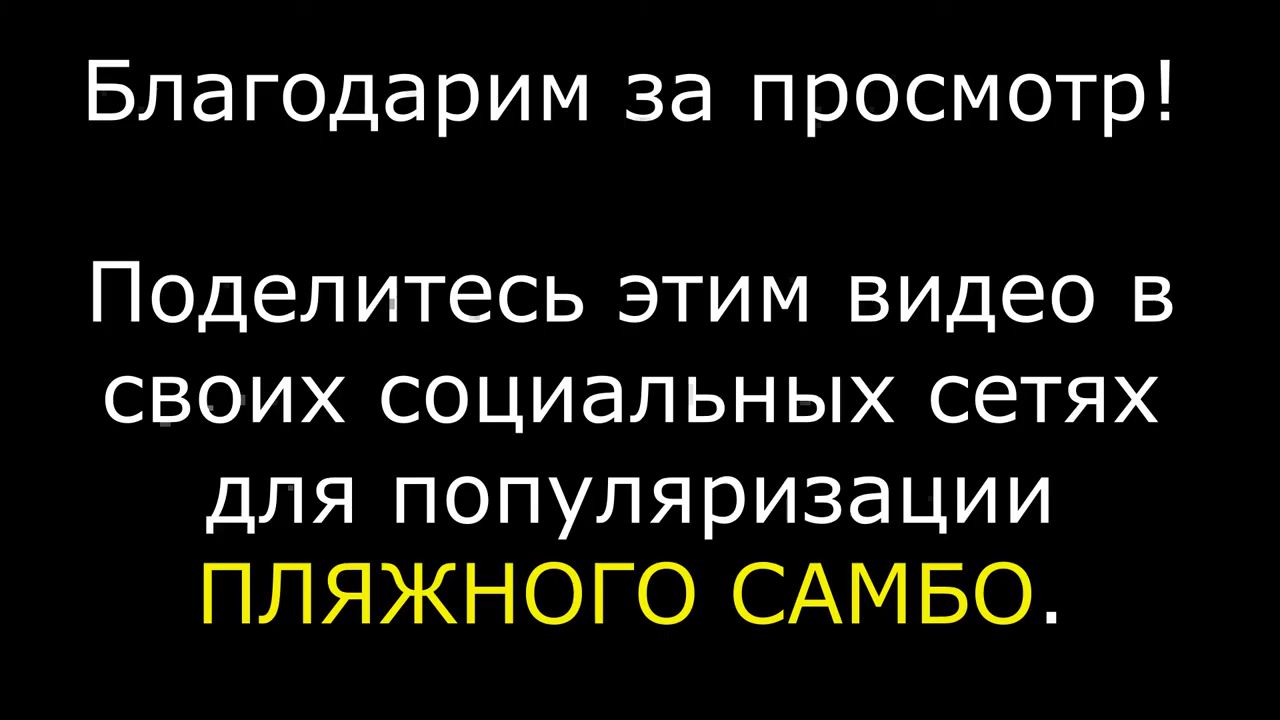 Благодарим за просмотр!
Поделитесь этим видео в
своих социальных сетях
для популяризации
ПЛЯЖНОГО САМБО.